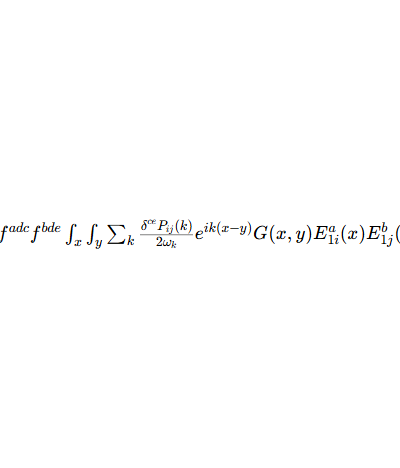 f^{adc} f^{bde} \int_x \int_y \sum_k \frac{\delta^{ce} P_{ij}(k)}{2\omega_k} e^{ik(x-y)} G(x, y) E^a_{1i}(x) E^b_{1j}(